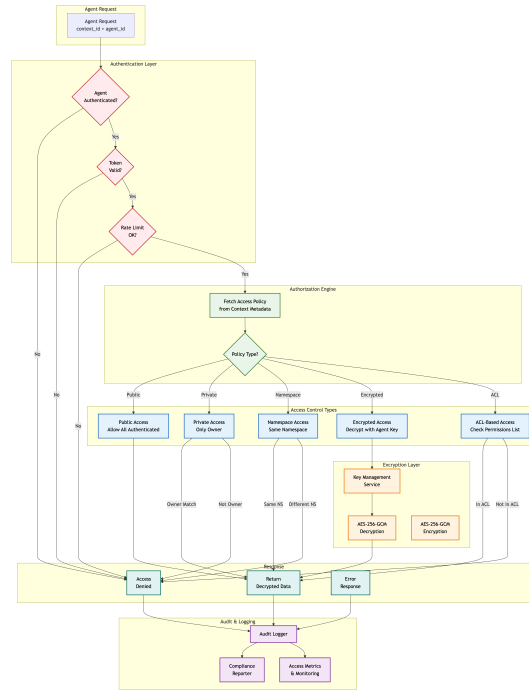 Agent Request
Agent Request
context_id + agent_id
Authentication Layer
Agent
Authenticated?
Yes
Token
Valid?
Yes
Rate Limit
OK?
Yes
Authorization Engine
Fetch Access Policy
from Context Metadata
Policy Type?
No
No
No
Public
Private
Namespace
Encrypted
ACL
Access Control Types
Public Access
Allow All Authenticated
Private Access
Only Owner
Namespace Access
Same Namespace
Encrypted Access
Decrypt with Agent Key
ACL-Based Access
Check Permissions List
Encryption Layer
Key Management
Service
Owner Match
Not Owner
Same NS
Different NS
In ACL
Not in ACL
AES-256-GCM
Decryption
AES-256-GCM
Encryption
Response
Access
Denied
Return
Decrypted Data
Error
Response
Audit & Logging
Audit Logger
Compliance
Reporter
Access Metrics
& Monitoring